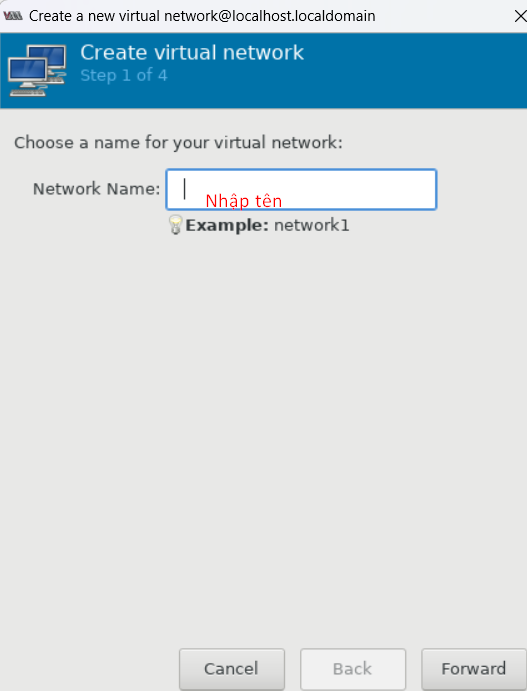 Create a new virtual network@localhost.localdomain
Create virtual network
Step 1 of 4
Choose a name for your virtual network:
Network Name:
Nhập tên
Example: network1
Cancel Back Forward